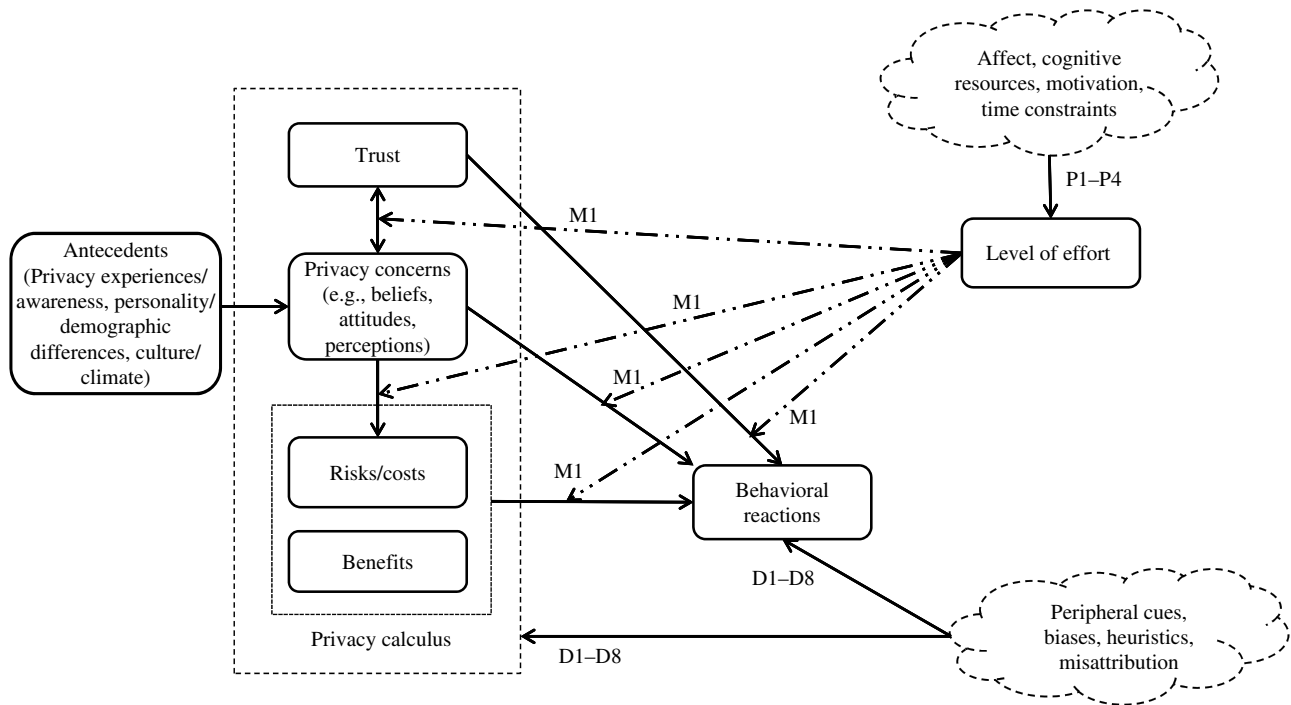 Affect, cognitive
resources, motivation,
time constraints
P1–P4
Trust
M1
Level of effort
Antecedents
(Privacy experiences/
awareness, personality/
demographic
differences, culture/
climate)
Privacy concerns
(e.g., beliefs,
attitudes,
perceptions)
M1
M1
M1
M1
Risks/costs
Benefits
Privacy calculus
Behavioral
reactions
D1–D8
D1–D8
Peripheral cues,
biases, heuristics,
misattribution